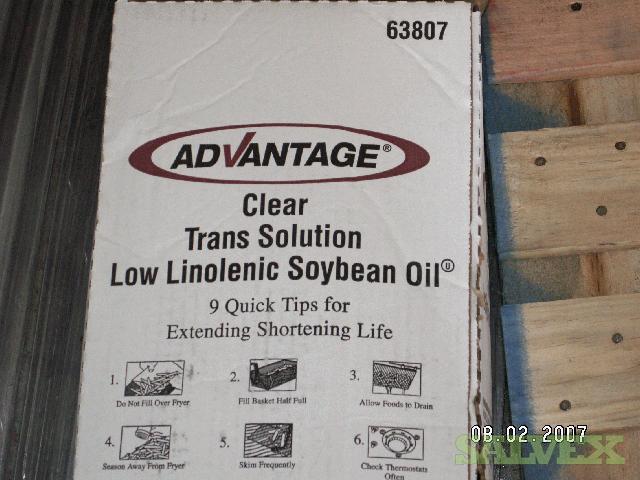 63807
ADVANTAGE®
Clear
Trans Solution
Low Linolenic Soybean Oil Ⓤ
9 Quick Tips for
Extending Shortening Life
1. 2. 3.
Do Not Fill Over Fryer Fill Basket Half Full Allow Foods to Drain
4. 5. 6.
Season Away From Fryer Skim Frequently Check Thermostats
Often
08.02.2007
SALVEX